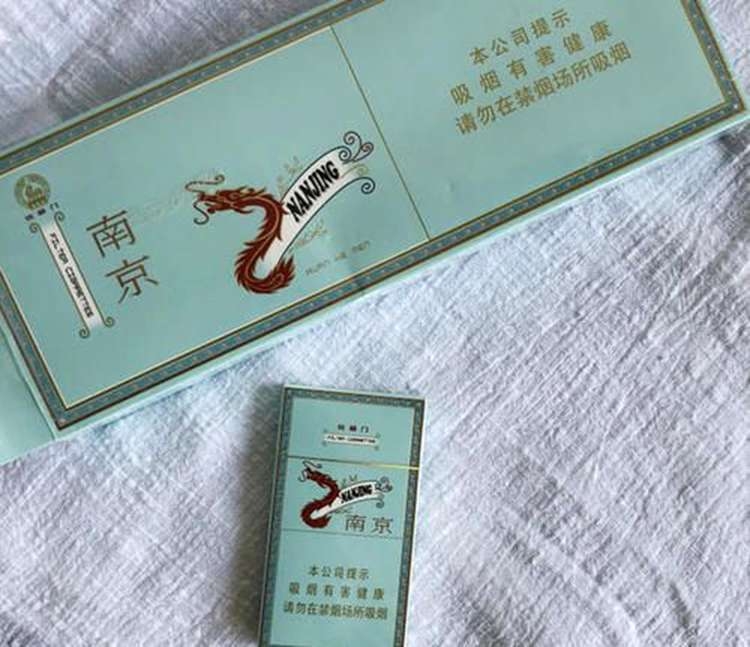 本公司提示
吸烟有害健康
请勿在禁烟场所吸烟
NANJING
南京
NANJING
南京
本公司提示
吸烟有害健康
请勿在禁烟场所吸烟